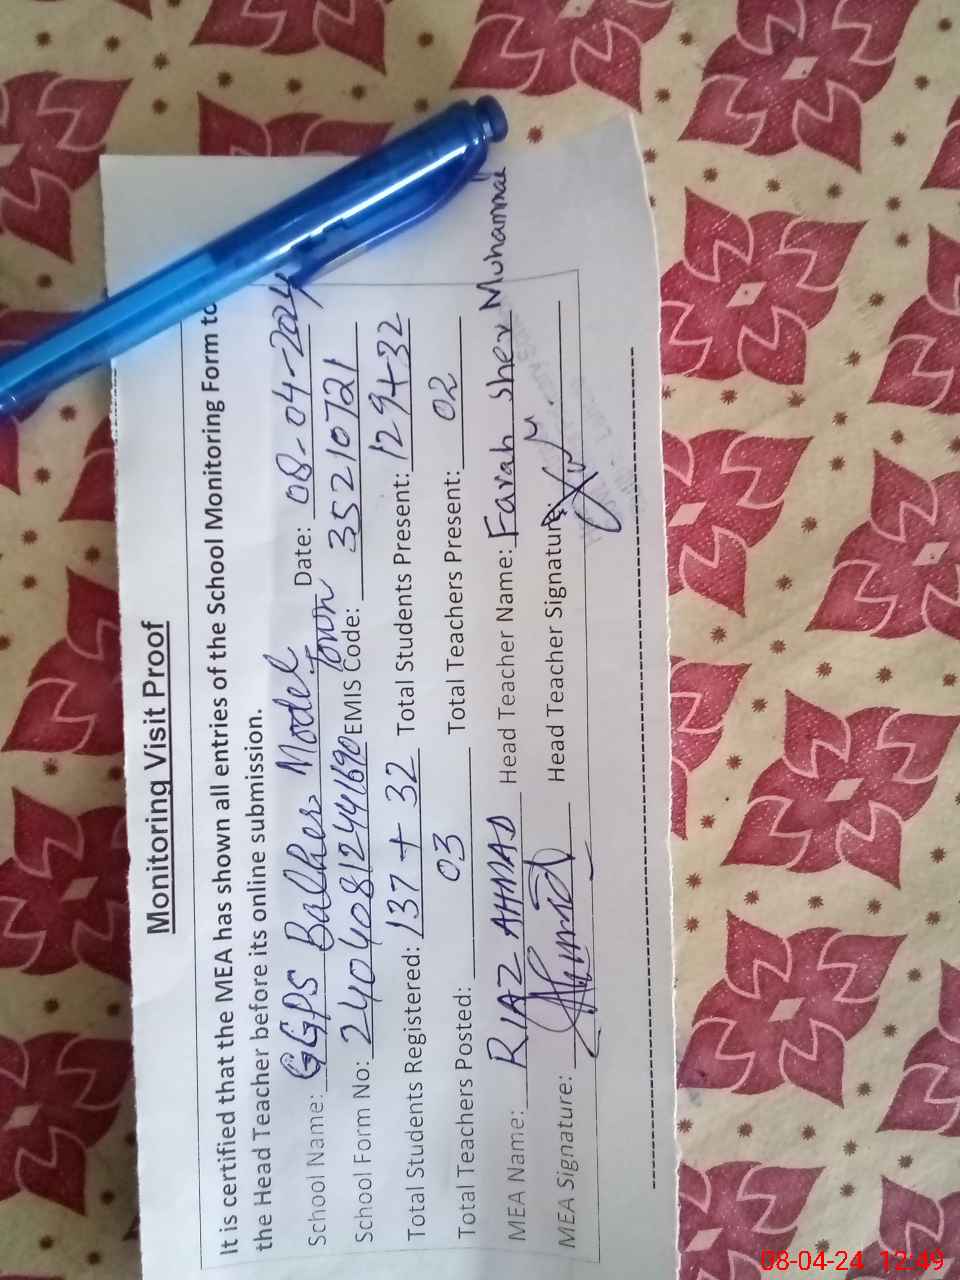 Monitoring Visit Proof
It is certified that the MEA has shown all entries of the School Monitoring Form to
the Head Teacher before its online submission.
School Name: GGPS Model Town Date: 08-04-2024
School Form No: 24040812441690 EMIS Code: 35210721
Total Students Registered: 137 + 32 Total Students Present: 129+32
Total Teachers Posted: 03 Total Teachers Present: 02
MEA Name: RIAZ AHMAD Head Teacher Name: Farah Sher Muhammad
MEA Signature: Head Teacher Signature:
08-04-24 12:49